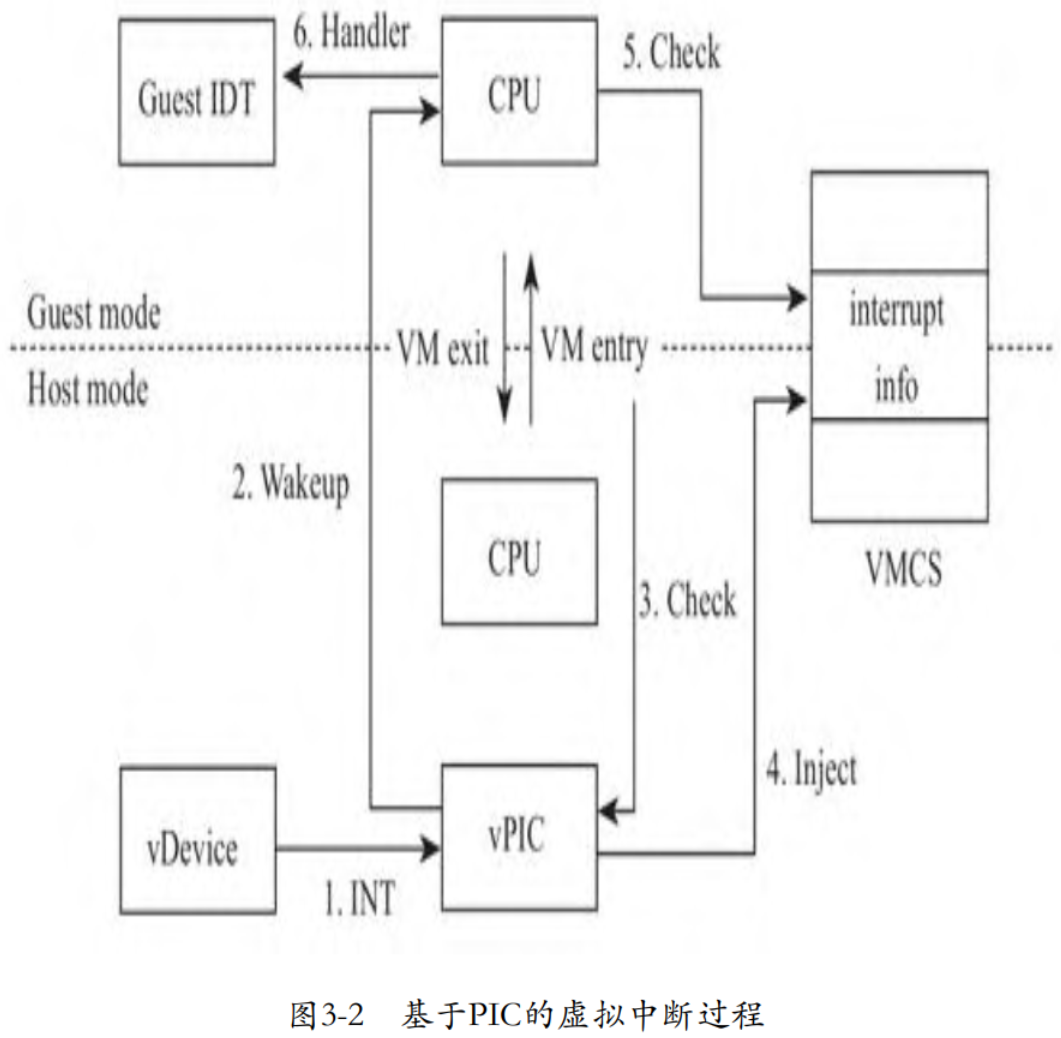 6. Handler
5. Check
Guest IDT
CPU
Guest mode
VM exit
VM entry
interrupt
info
Host mode
2. Wakeup
CPU
VMCS
3. Check
4. Inject
vDevice
vPIC
1. INT
图3-2 基于PIC的虚拟中断过程